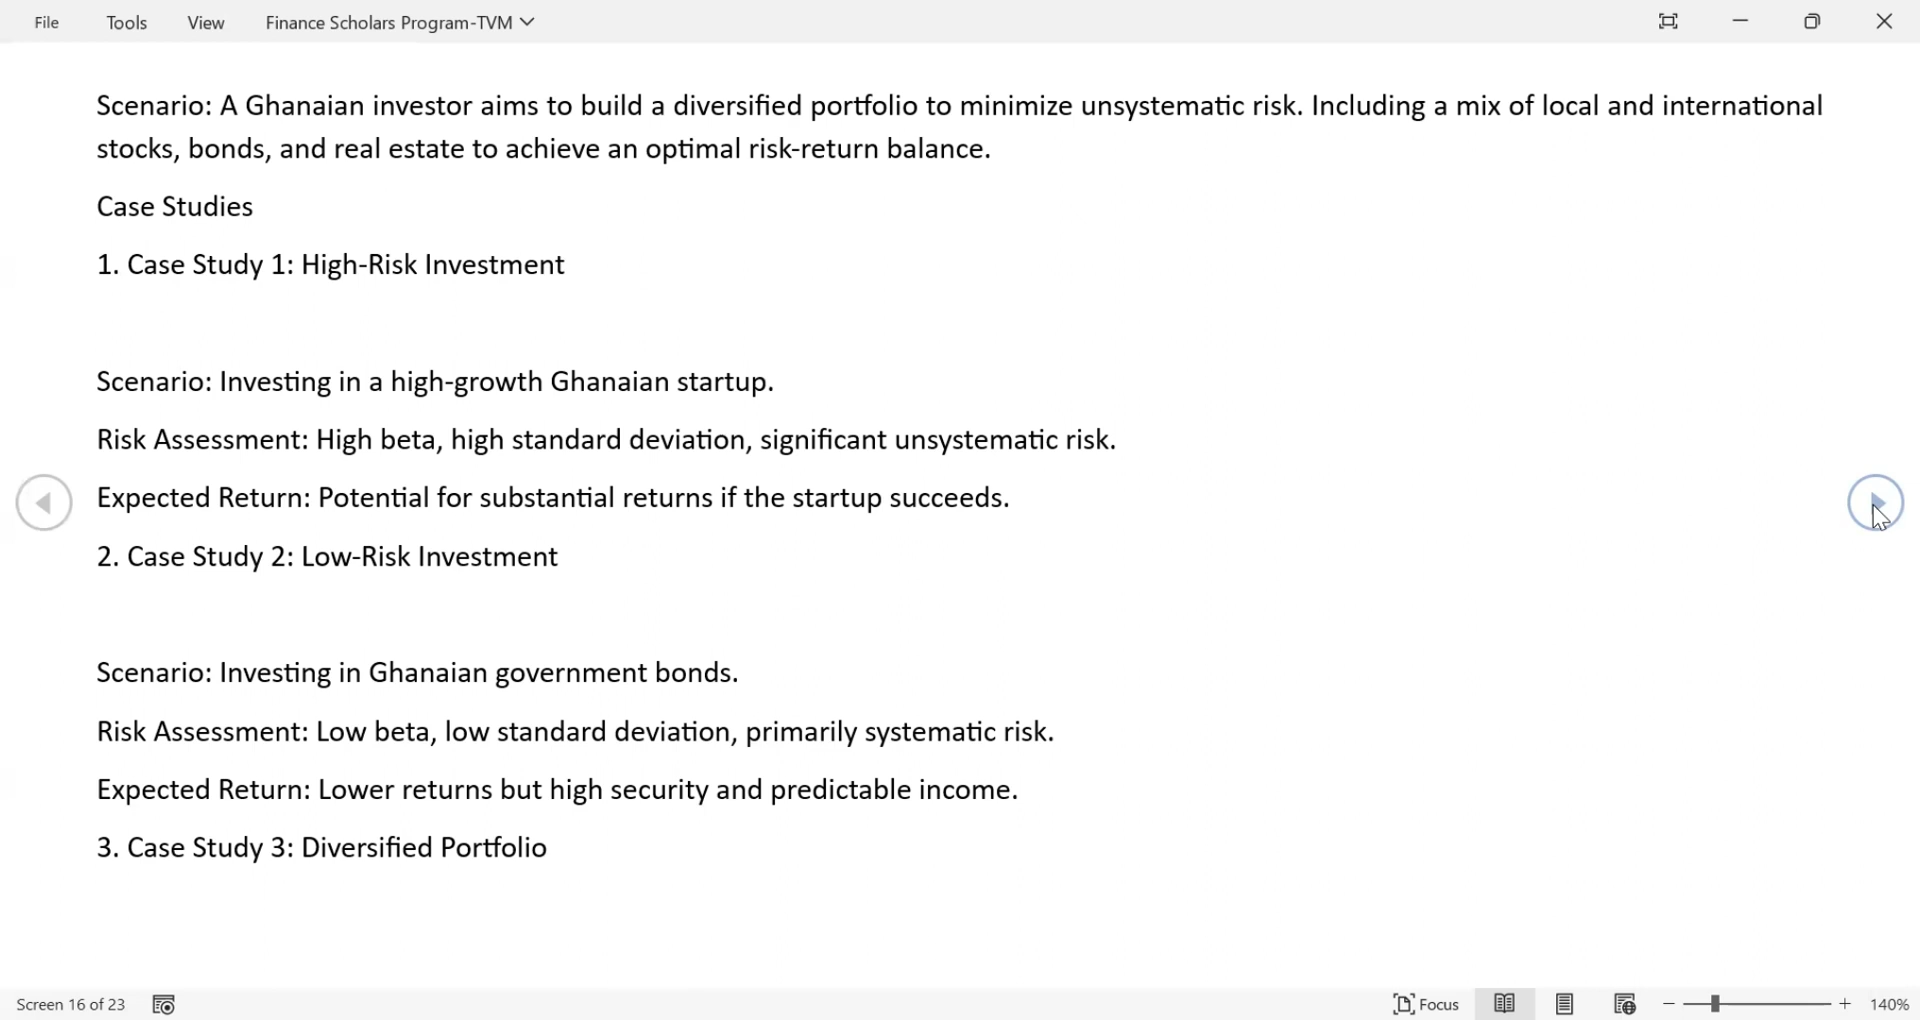 File Tools View Finance Scholars Program-TVM
Scenario: A Ghanaian investor aims to build a diversified portfolio to minimize unsystematic risk. Including a mix of local and international
stocks, bonds, and real estate to achieve an optimal risk-return balance.
Case Studies
1. Case Study 1: High-Risk Investment
Scenario: Investing in a high-growth Ghanaian startup.
Risk Assessment: High beta, high standard deviation, significant unsystematic risk.
Expected Return: Potential for substantial returns if the startup succeeds.
2. Case Study 2: Low-Risk Investment
Scenario: Investing in Ghanaian government bonds.
Risk Assessment: Low beta, low standard deviation, primarily systematic risk.
Expected Return: Lower returns but high security and predictable income.
3. Case Study 3: Diversified Portfolio
Screen 16 of 23 Focus 140%